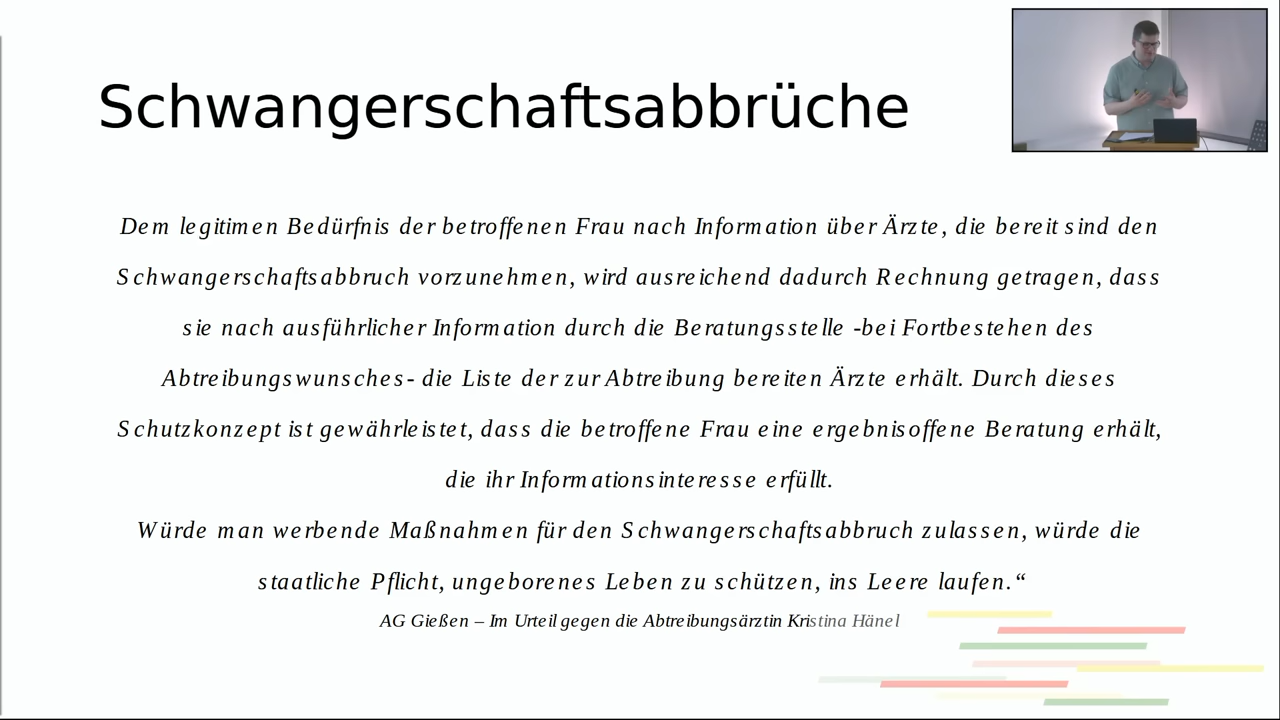 Schwangerschaftsabbrüche
Dem legitimen Bedürfnis der betroffenen Frau nach Information über Ärzte, die bereit sind den
Schwangerschaftsabbruch vorzunehmen, wird ausreichend dadurch Rechnung getragen, dass
sie nach ausführlicher Information durch die Beratungsstelle -bei Fortbestehen des
Abtreibungswunsches- die Liste der zur Abtreibung bereiten Ärzte erhält. Durch dieses
Schutzkonzept ist gewährleistet, dass die betroffene Frau eine ergebnisoffene Beratung erhält,
die ihr Informationsinteresse erfüllt.
Würde man werbende Maßnahmen für den Schwangerschaftsabbruch zulassen, würde die
staatliche Pflicht, ungeborenes Leben zu schützen, ins Leere laufen.“
AG Gießen – Im Urteil gegen die Abtreibungsärztin Kristina Hänel